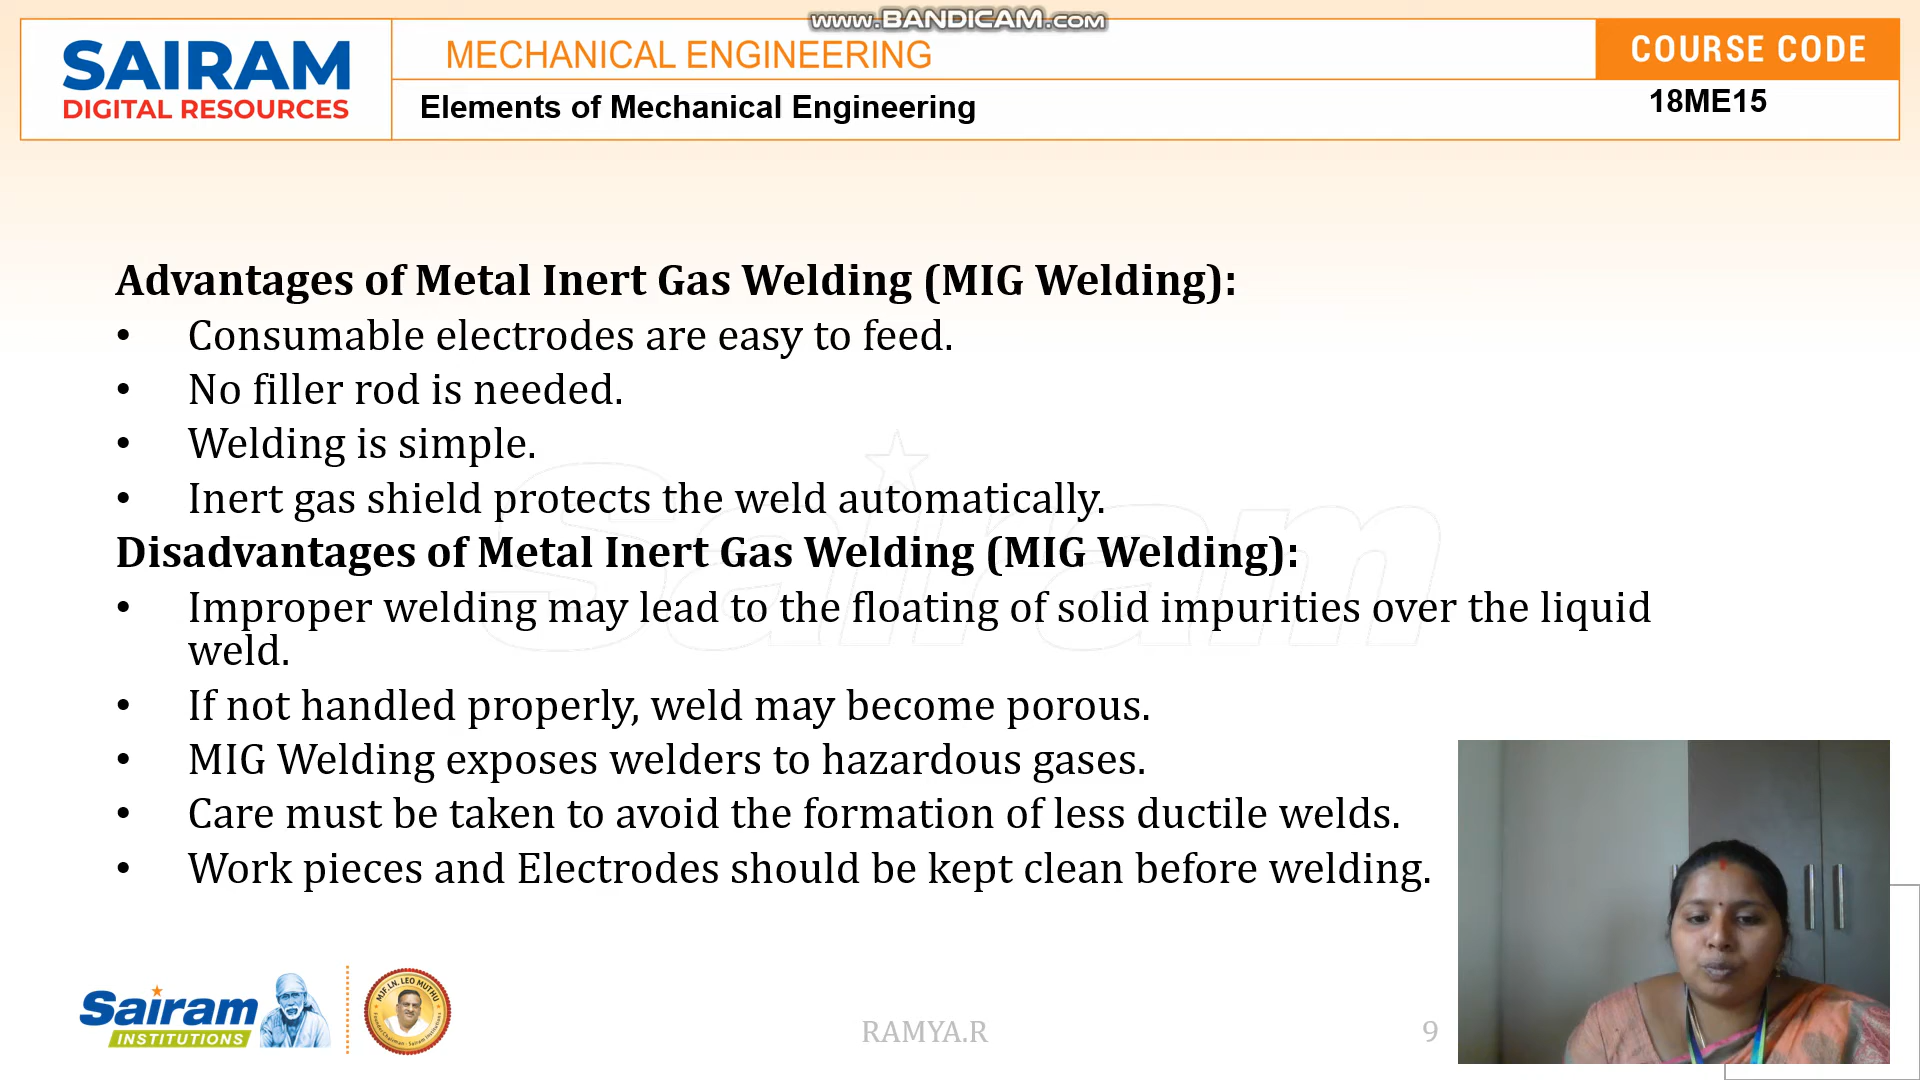 www.BANDICAM.com
SAIRAM
DIGITAL RESOURCES
MECHANICAL ENGINEERING
COURSE CODE
Elements of Mechanical Engineering
18ME15
Advantages of Metal Inert Gas Welding (MIG Welding):
• Consumable electrodes are easy to feed.
• No filler rod is needed.
• Welding is simple.
• Inert gas shield protects the weld automatically.
Sairam
Disadvantages of Metal Inert Gas Welding (MIG Welding):
• Improper welding may lead to the floating of solid impurities over the liquid
weld.
• If not handled properly, weld may become porous.
• MIG Welding exposes welders to hazardous gases.
• Care must be taken to avoid the formation of less ductile welds.
• Work pieces and Electrodes should be kept clean before welding.
Sairam
INSTITUTIONS
MJF.LN. LEO MUTHU
RAMYA.R
9